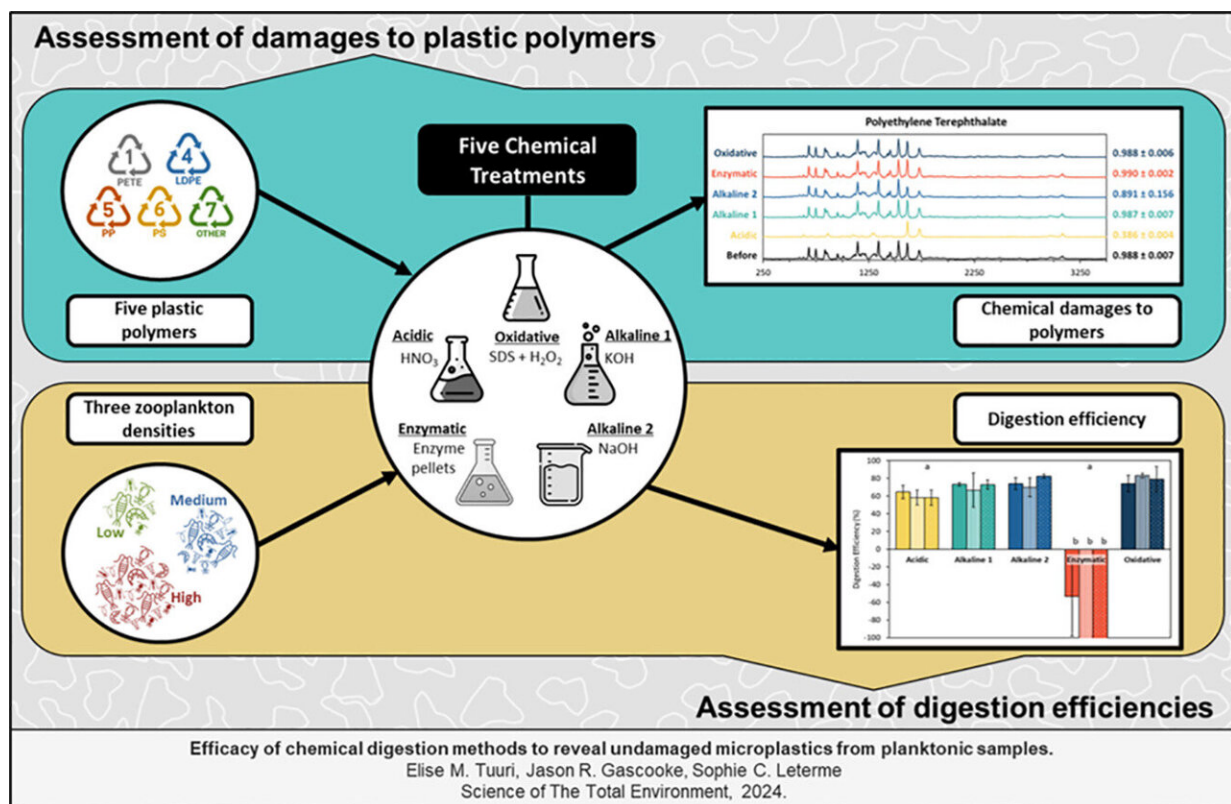 Assessment of damages to plastic polymers
1
PETE
4
LDPE
5
PP
6
PS
7
OTHER
Five plastic
polymers
Five Chemical
Treatments
Polyethylene Terephthalate
Oxidative
0.988 ± 0.006
Enzymatic
0.990 ± 0.002
Alkaline 2
0.891 ± 0.156
Alkaline 1
0.987 ± 0.007
Acidic
0.386 ± 0.004
Before
0.988 ± 0.007
250
1250
2250
3250
Chemical damages to
polymers
Acidic
HNO₃
Oxidative
SDS + H₂O₂
Alkaline 1
KOH
Enzymatic
Enzyme
pellets
Alkaline 2
NaOH
Three zooplankton
densities
Low
Medium
High
Digestion efficiency
Digestion Efficiency (%)
100
80
60
40
20
0
-20
-40
-60
-80
-100
a
a
b b b
Acidic
Alkaline 1
Alkaline 2
Enzymatic
Oxidative
Assessment of digestion efficiencies
Efficacy of chemical digestion methods to reveal undamaged microplastics from planktonic samples.
Elise M. Tuuri, Jason R. Gascooke, Sophie C. Leterme
Science of The Total Environment, 2024.